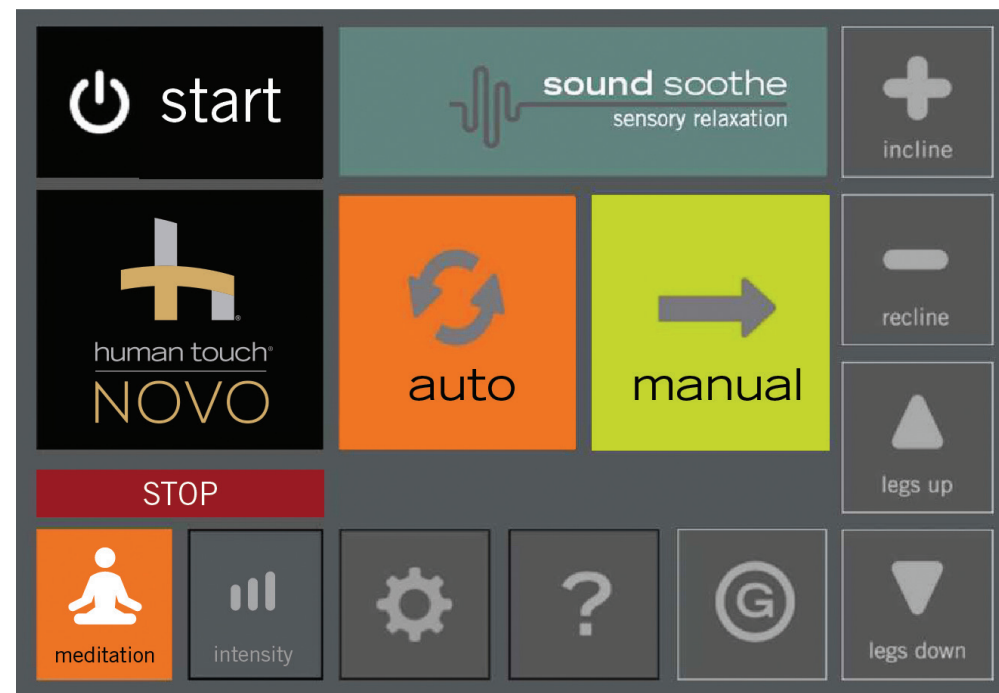 start
sound soothe
sensory relaxation
incline
human touch®
NOVO
auto
manual
recline
STOP
legs up
meditation
intensity
?
G
legs down